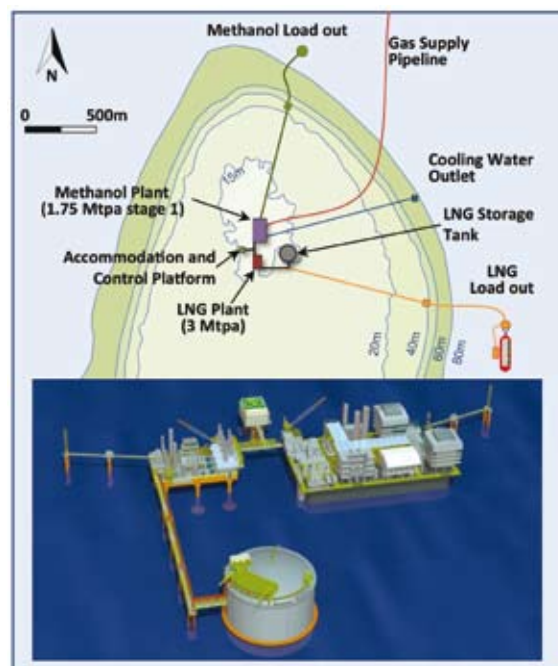 Methanol Load out
Gas Supply
Pipeline
N
0 500m
Cooling Water
Outlet
15m
Methanol Plant
(1.75 Mtpa stage 1)
LNG Storage
Tank
Accommodation and
Control Platform
LNG
Load out
LNG Plant
(3 Mtpa)
20m
40m
60m
80m